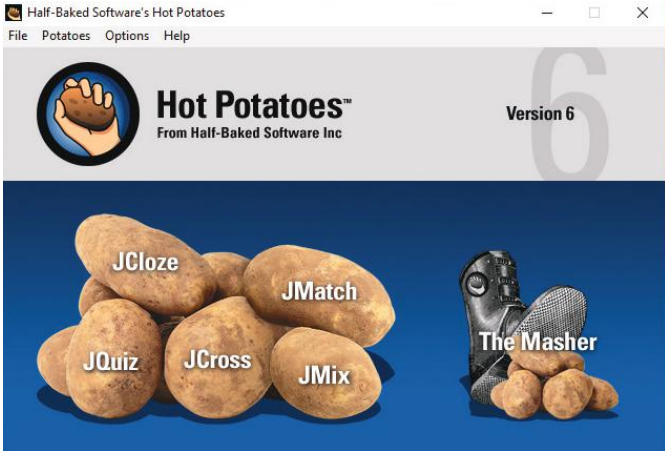 Half-Baked Software's Hot Potatoes
File Potatoes Options Help
6
Hot Potatoes™
From Half-Baked Software Inc
Version 6
JCloze
JMatch
JQuiz
JCross
JMix
The Masher